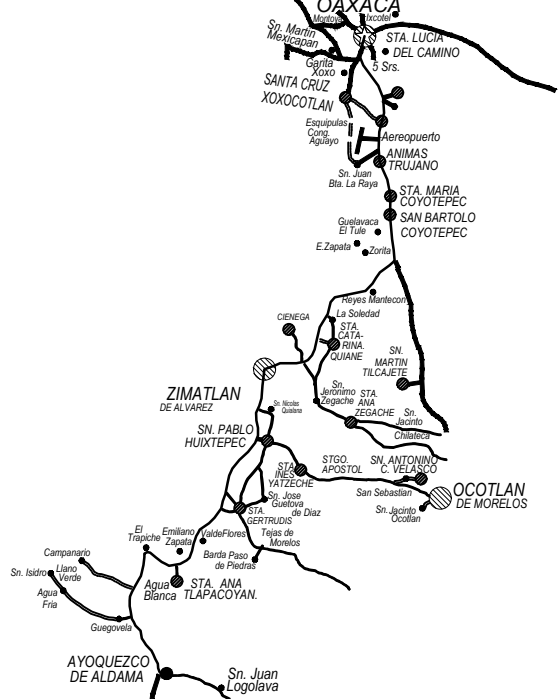 OAXACA
Montoya
Ixcotel
Sn. Martin
Mexicapan
STA. LUCIA
DEL CAMINO
Garita
Xoxo
5 Srs.
SANTA CRUZ
XOXOCOTLAN
Esquipulas
Cong.
Aguayo
Aereopuerto
ANIMAS
TRUJANO
Sn. Juan
Bta. La Raya
STA. MARIA
COYOTEPEC
SAN BARTOLO
COYOTEPEC
Guelavaca
El Tule
E.Zapata
Zorita
Reyes Mantecon
La Soledad
CIENEGA
STA.
CATA-
RINA.
QUIANE
SN.
MARTIN
TILCAJETE
ZIMATLAN
DE ALVAREZ
Sn.
Jeronimo
Zegache
STA.
ANA
ZEGACHE
Sn. Nicolas
Quialana
Sn.
Jacinto
Chilateca
SN. PABLO
HUIXTEPEC
STA.
INES
YATZECHE
STGO.
APOSTOL
SN. ANTONINO
C. VELASCO
San Sebastian
OCOTLAN
DE MORELOS
Sn. Jacinto
Ocotlan
Sn. Jose
Guetova
de Diaz
STA.
GERTRUDIS
Tejas de
Morelos
El
Trapiche
Emiliano
Zapata
ValdeFlores
Barda Paso
de Piedras
Campanario
Sn. Isidro
Llano
Verde
Agua
Fria
Agua
Blanca
STA. ANA
TLAPACOYAN.
Guegovela
AYOQUEZCO
DE ALDAMA
Sn. Juan
Logolava